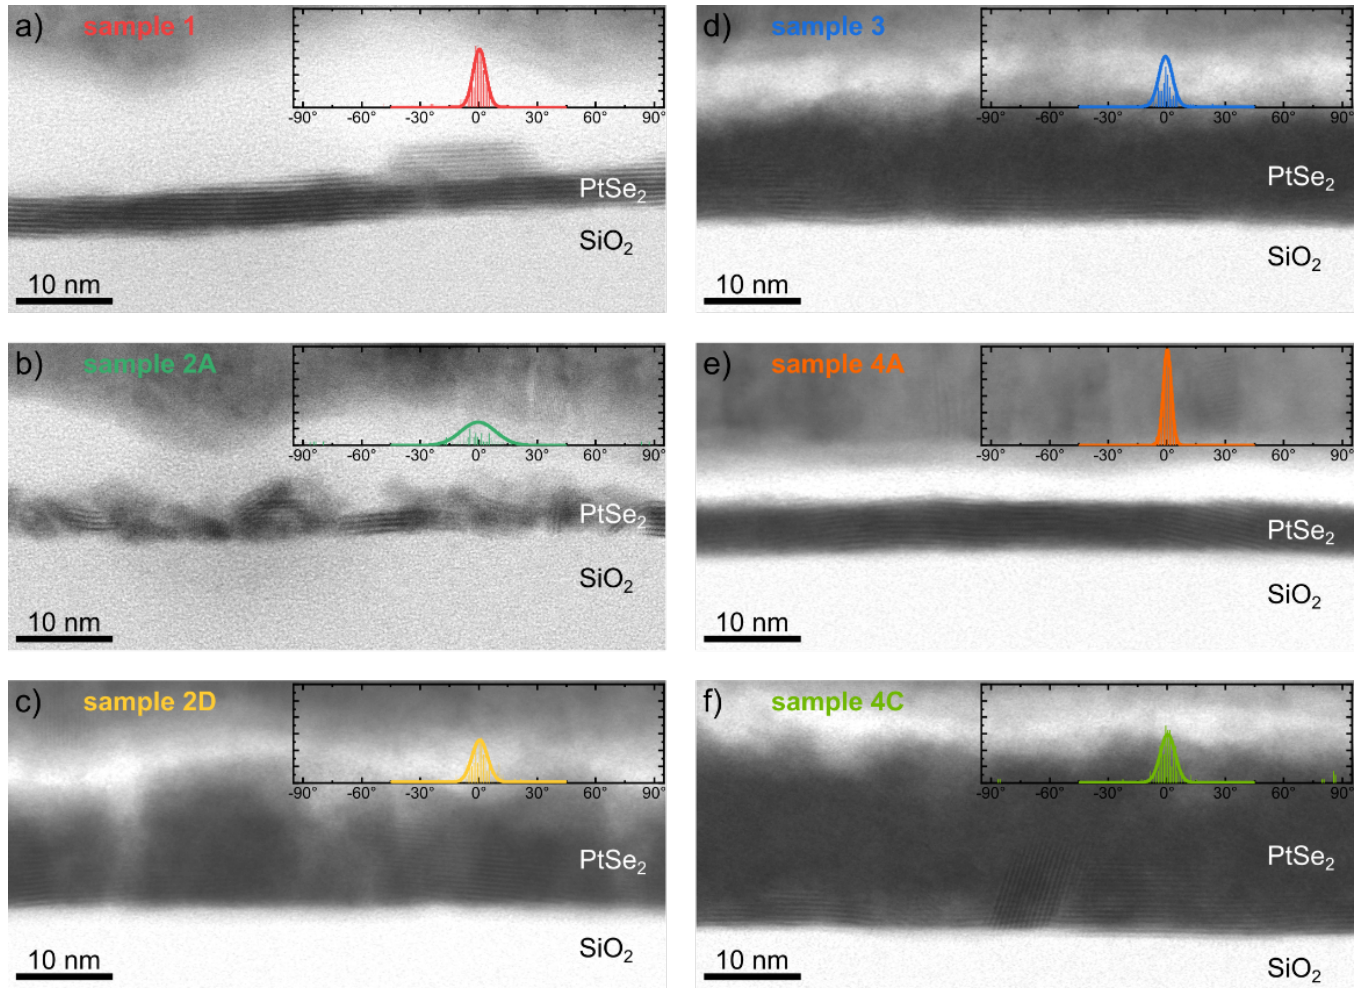 a) sample 1
-90° -60° -30° 0° 30° 60° 90°
PtSe₂
SiO₂
10 nm
b) sample 2A
-90° -60° -30° 0° 30° 60° 90°
PtSe₂
SiO₂
10 nm
c) sample 2D
-90° -60° -30° 0° 30° 60° 90°
PtSe₂
SiO₂
10 nm
d) sample 3
-90° -60° -30° 0° 30° 60° 90°
PtSe₂
SiO₂
10 nm
e) sample 4A
-90° -60° -30° 0° 30° 60° 90°
PtSe₂
SiO₂
10 nm
f) sample 4C
-90° -60° -30° 0° 30° 60° 90°
PtSe₂
SiO₂
10 nm